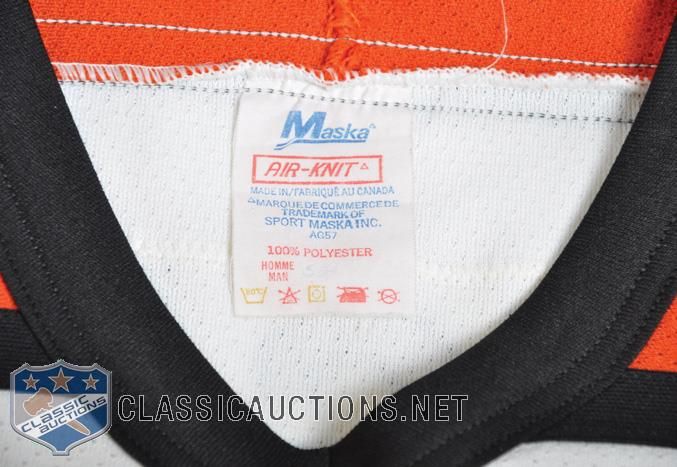 Maska
AIR-KNIT
MADE IN/FABRIQUÉ AU CANADA
MARQUE DE COMMERCE DE
TRADEMARK OF
SPORT MASKA INC.
AG57
100% POLYESTER
HOMME
MAN
CLASSIC
AUCTIONS
CLASSICAUCTIONS.NET